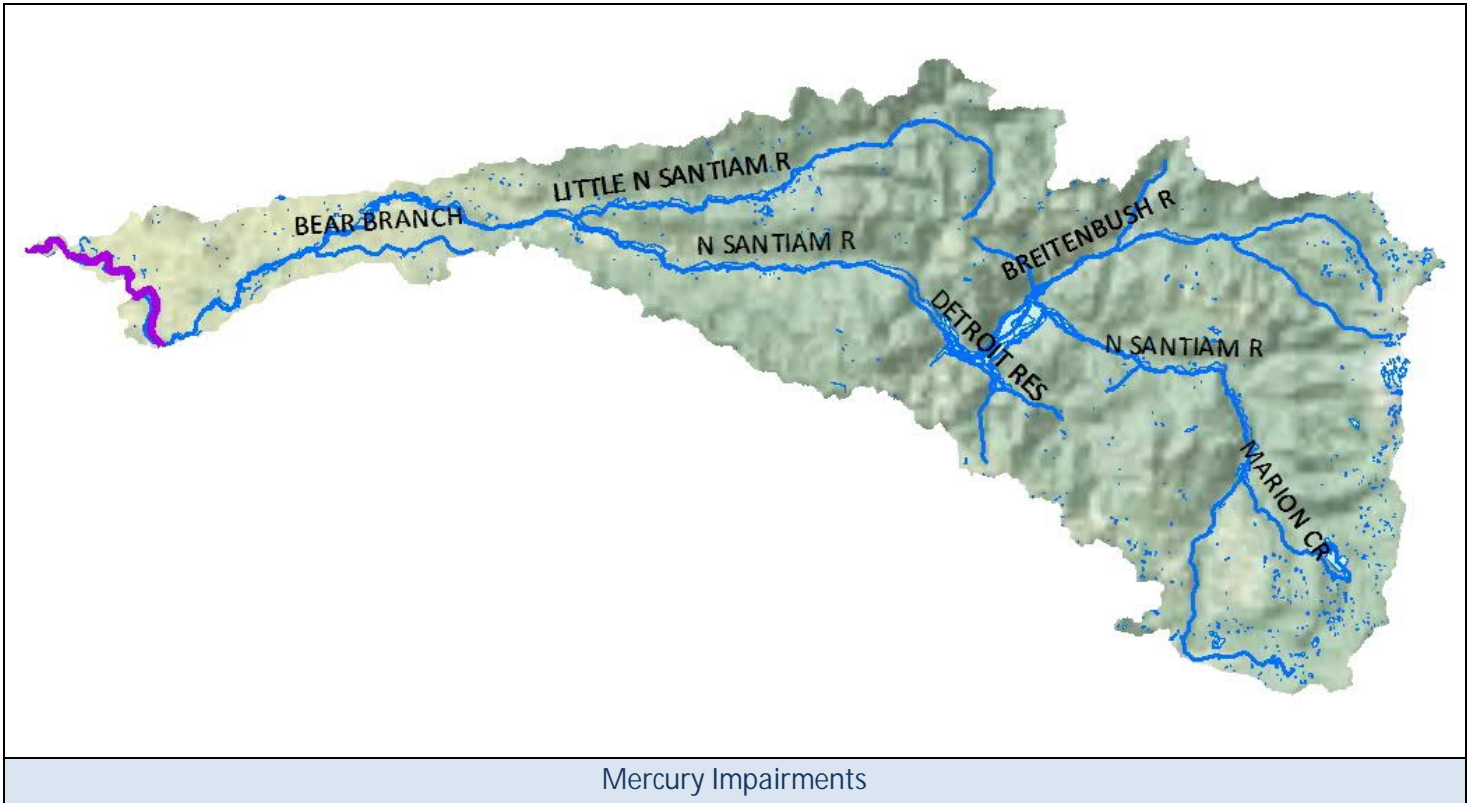 LITTLE N SANTIAM R
BEAR BRANCH
N SANTIAM R
BREITENBUSH R
DETROIT RES
N SANTIAM R
MARION CR
Mercury Impairments